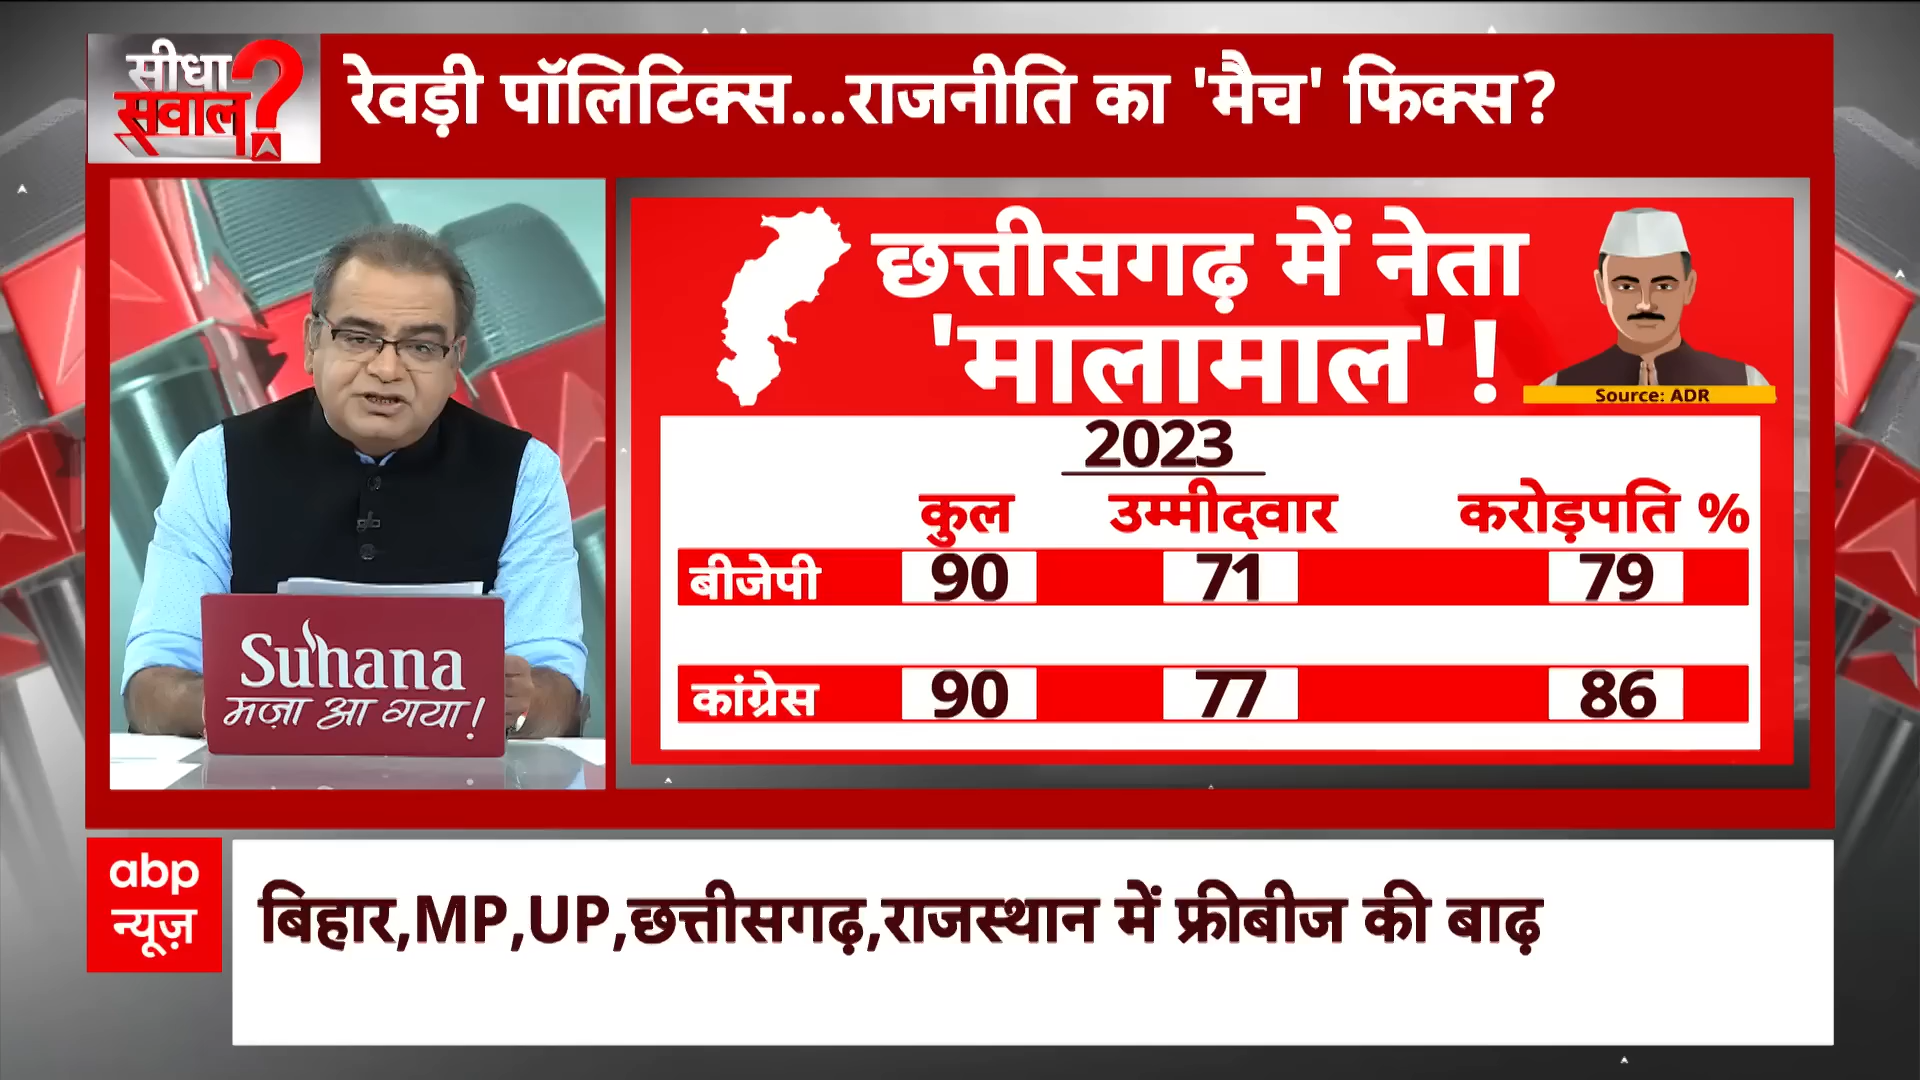 सीधा
सवाल
रेवड़ी पॉलिटिक्स...राजनीति का 'मैच' फिक्स?
छत्तीसगढ़ में नेता
'मालामाल' !
Source: ADR
2023
कुल उम्मीदवार करोड़पति %
बीजेपी 90 71 79
कांग्रेस 90 77 86
Suhana
मज़ा आ गया!
abp
न्यूज़
बिहार,MP,UP,छत्तीसगढ़,राजस्थान में फ्रीबीज की बाढ़